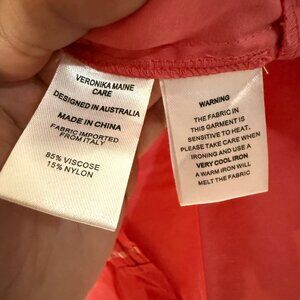 VERONIKA MAINE
CARE
DESIGNED IN AUSTRALIA
MADE IN CHINA
FABRIC IMPORTED
FROM ITALY
85% VISCOSE
15% NYLON
WARNING
THE FABRIC IN
THIS GARMENT IS
SENSITIVE TO HEAT.
PLEASE TAKE CARE WHEN
IRONING AND USE A
VERY COOL IRON
A WARM IRON WILL
MELT THE FABRIC